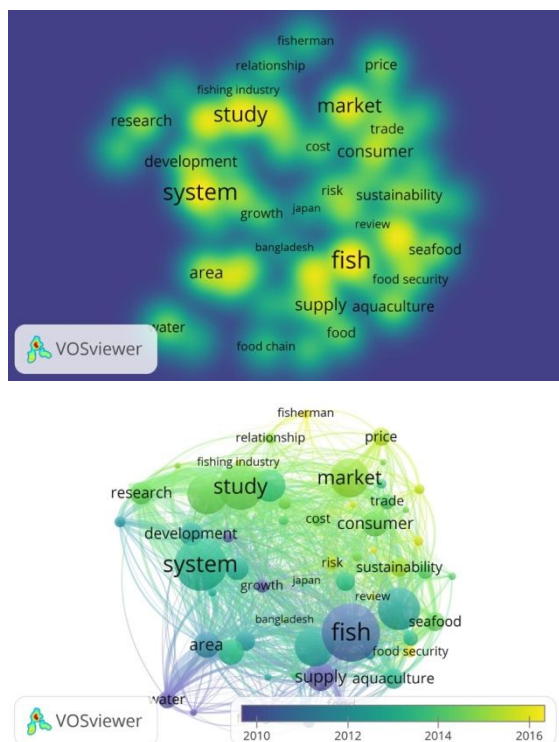 fisherman
relationship
price
fishing industry
market
study
research
trade
cost
consumer
development
system
risk
sustainability
growth
japan
review
bangladesh
fish
seafood
area
food security
supply
aquaculture
water
food
food chain
VOSviewer
fisherman
relationship
price
fishing industry
market
study
research
trade
cost
consumer
development
system
risk
sustainability
growth
japan
review
bangladesh
fish
seafood
area
food security
supply
aquaculture
water
VOSviewer
2010 2012 2014 2016